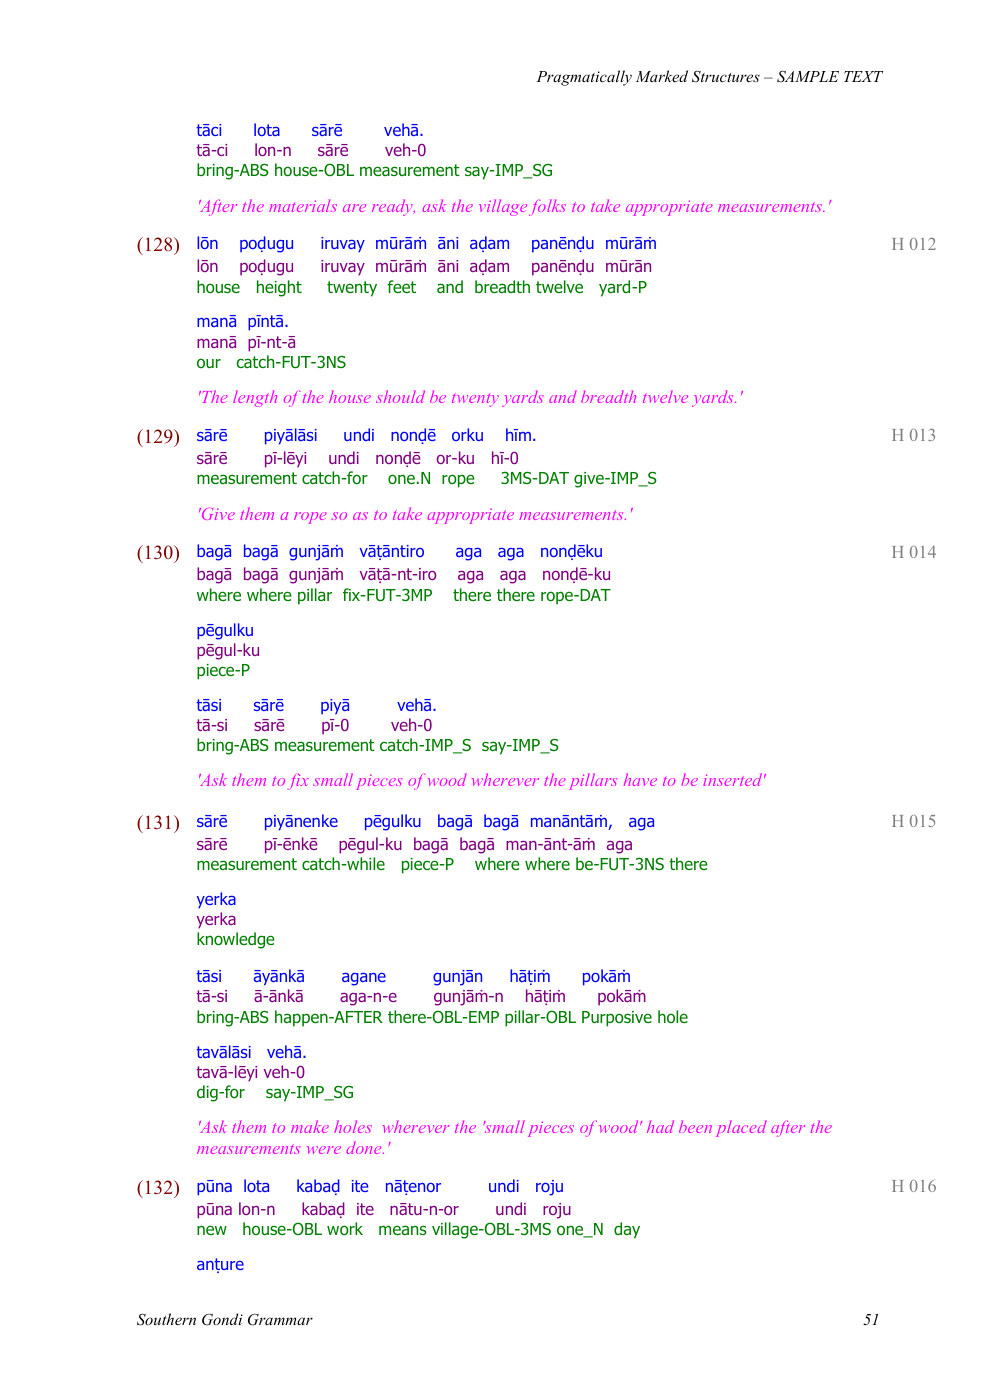 Pragmatically Marked Structures – SAMPLE TEXT
tāci lota sārē vehā.
tā-ci lon-n sārē veh-0
bring-ABS house-OBL measurement say-IMP_SG
'After the materials are ready, ask the village folks to take appropriate measurements.'
(128) lōn poḍugu iruvay mūrāṁ āni aḍam panēnḍu mūrāṁ H 012
lōn poḍugu iruvay mūrāṁ āni aḍam panēnḍu mūrān
house height twenty feet and breadth twelve yard-P
manā pīntā.
manā pī-nt-ā
our catch-FUT-3NS
'The length of the house should be twenty yards and breadth twelve yards.'
(129) sārē piyālāsi undi nonḍē orku hīm. H 013
sārē pī-lēyi undi nonḍē or-ku hī-0
measurement catch-for one.N rope 3MS-DAT give-IMP_S
'Give them a rope so as to take appropriate measurements.'
(130) bagā bagā gunjāṁ vāṭāntiro aga aga nonḍēku H 014
bagā bagā gunjāṁ vāṭā-nt-iro aga aga nonḍē-ku
where where pillar fix-FUT-3MP there there rope-DAT
pēgulku
pēgul-ku
piece-P
tāsi sārē piyā vehā.
tā-si sārē pī-0 veh-0
bring-ABS measurement catch-IMP_S say-IMP_S
'Ask them to fix small pieces of wood wherever the pillars have to be inserted'
(131) sārē piyānenke pēgulku bagā bagā manāntāṁ, aga H 015
sārē pī-ēnkē pēgul-ku bagā bagā man-ānt-āṁ aga
measurement catch-while piece-P where where be-FUT-3NS there
yerka
yerka
knowledge
tāsi āyānkā agane gunjān hāṭiṁ pokāṁ
tā-si ā-ānkā aga-n-e gunjāṁ-n hāṭiṁ pokāṁ
bring-ABS happen-AFTER there-OBL-EMP pillar-OBL Purposive hole
tavālāsi vehā.
tavā-lēyi veh-0
dig-for say-IMP_SG
'Ask them to make holes wherever the 'small pieces of wood' had been placed after the
measurements were done.'
(132) pūna lota kabaḍ ite nāṭenor undi roju H 016
pūna lon-n kabaḍ ite nātu-n-or undi roju
new house-OBL work means village-OBL-3MS one_N day
anṭure
Southern Gondi Grammar 51